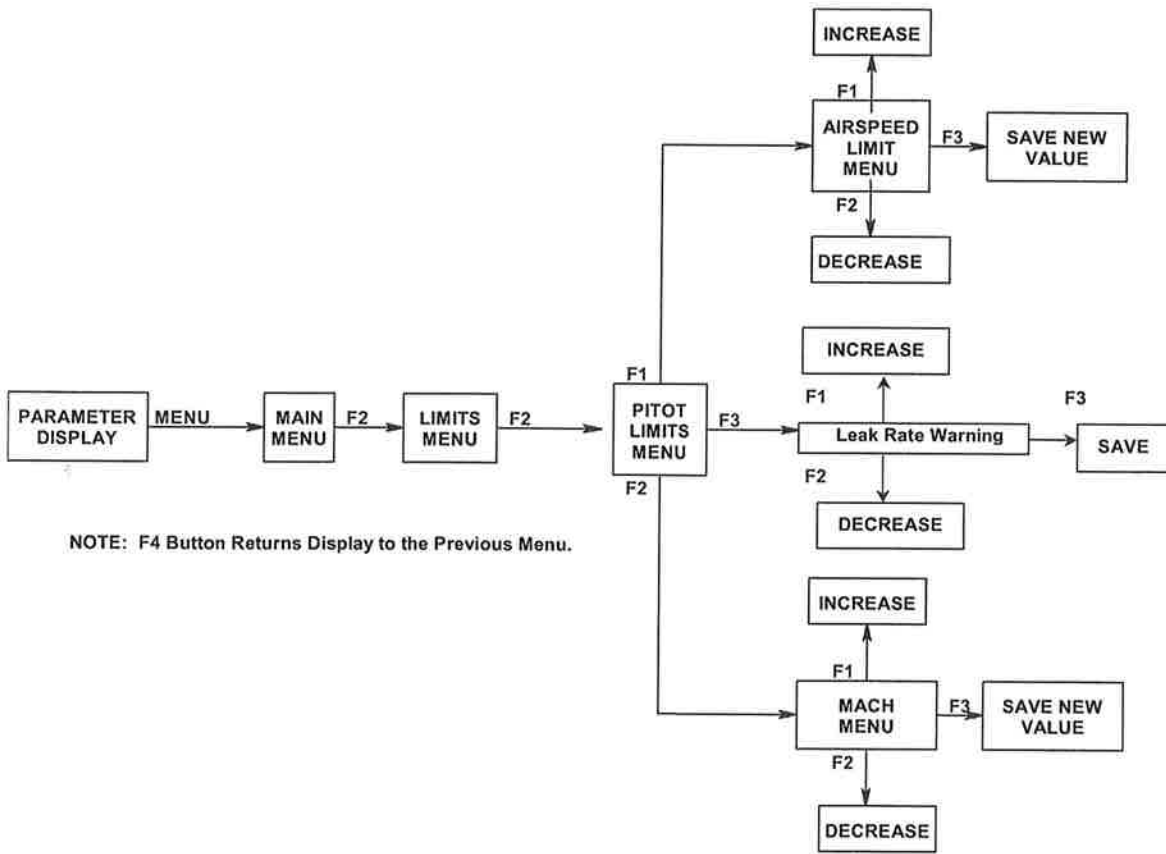 INCREASE
F1
AIRSPEED
LIMIT
MENU
F3
SAVE NEW
VALUE
F2
DECREASE
INCREASE
F1
F1
F3
PARAMETER
DISPLAY
MENU
MAIN
MENU
F2
LIMITS
MENU
F2
PITOT
LIMITS
MENU
F3
Leak Rate Warning
SAVE
F2
F2
DECREASE
NOTE: F4 Button Returns Display to the Previous Menu.
INCREASE
F1
MACH
MENU
F3
SAVE NEW
VALUE
F2
DECREASE